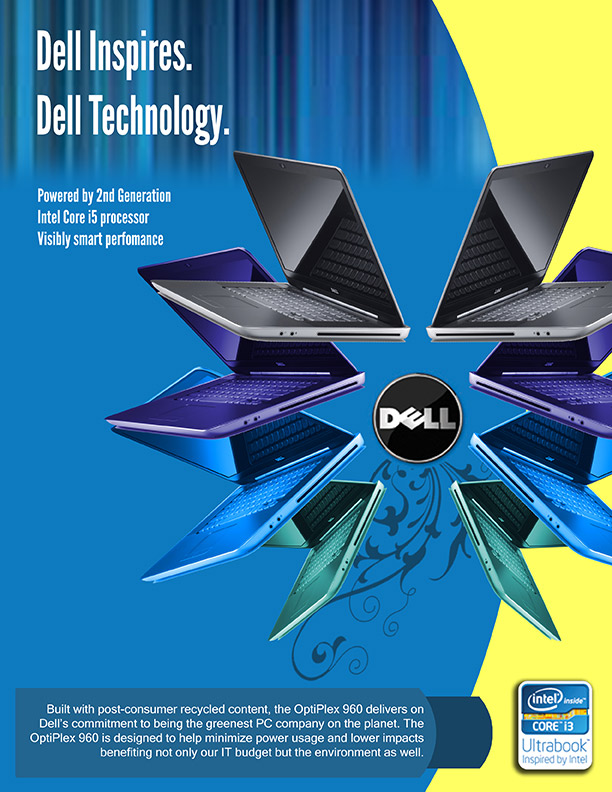 Dell Inspires.
Dell Technology.
Powered by 2nd Generation
Intel Core i5 processor
Visibly smart perfomance
DELL
Built with post-consumer recycled content, the OptiPlex 960 delivers on
Dell's commitment to being the greenest PC company on the planet. The
OptiPlex 960 is designed to help minimize power usage and lower impacts
benefiting not only our IT budget but the environment as well.
intel inside™
CORE i3
Ultrabook™
Inspired by Intel